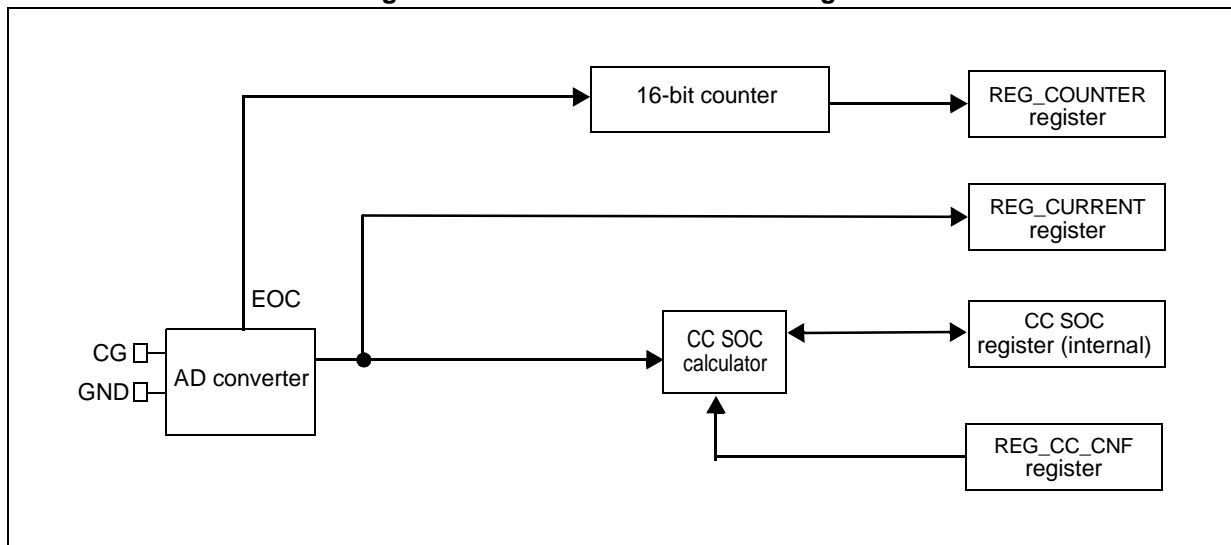 16-bit counter
REG_COUNTER
register
REG_CURRENT
register
EOC
CG
GND
AD converter
CC SOC
calculator
CC SOC
register (internal)
REG_CC_CNF
register